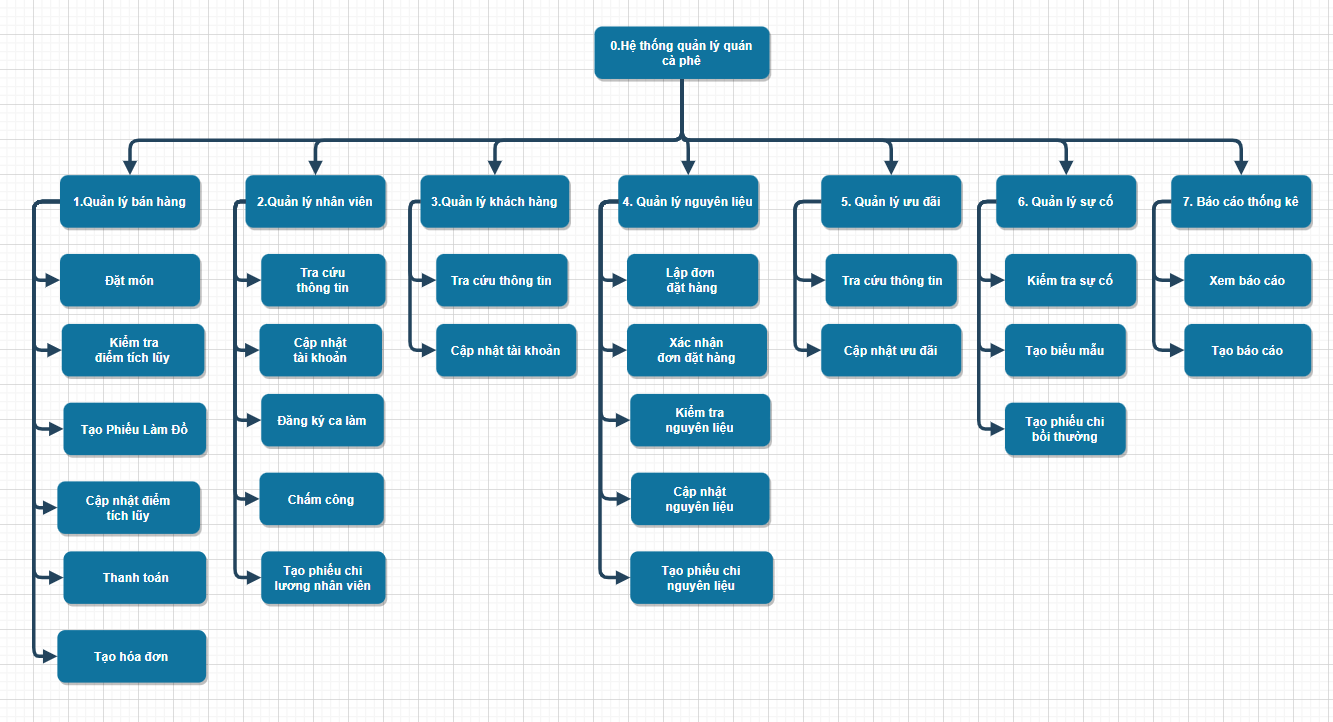 0.Hệ thống quản lý quán
cà phê
1.Quản lý bán hàng
2.Quản lý nhân viên
3.Quản lý khách hàng
4. Quản lý nguyên liệu
5. Quản lý ưu đãi
6. Quản lý sự cố
7. Báo cáo thống kê
Đặt món
Kiểm tra
điểm tích lũy
Tạo Phiếu Làm Đồ
Cập nhật điểm
tích lũy
Thanh toán
Tạo hóa đơn
Tra cứu
thông tin
Cập nhật
tài khoản
Đăng ký ca làm
Chấm công
Tạo phiếu chi
lương nhân viên
Tra cứu thông tin
Cập nhật tài khoản
Lập đơn
đặt hàng
Xác nhận
đơn đặt hàng
Kiểm tra
nguyên liệu
Cập nhật
nguyên liệu
Tạo phiếu chi
nguyên liệu
Tra cứu thông tin
Cập nhật ưu đãi
Kiểm tra sự cố
Tạo biểu mẫu
Tạo phiếu chi
bồi thường
Xem báo cáo
Tạo báo cáo